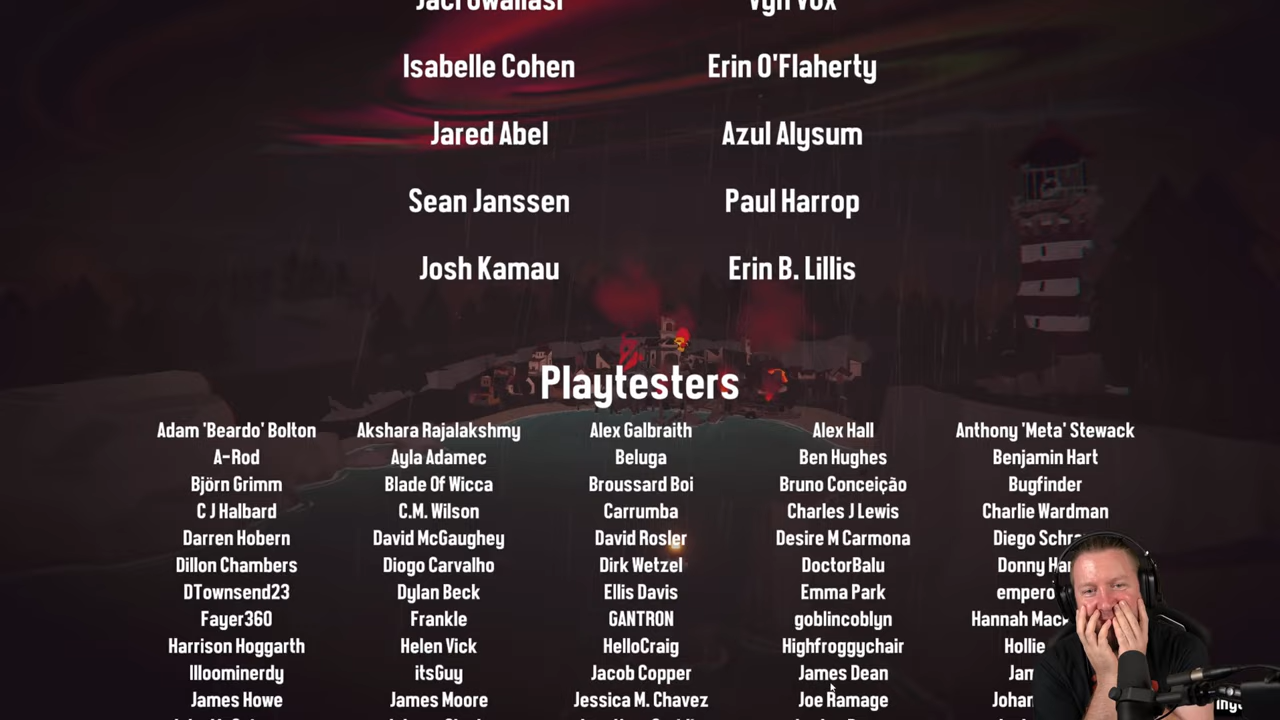 Isabelle Cohen Erin O'Flaherty
Jared Abel Azul Alysum
Sean Janssen Paul Harrop
Josh Kamau Erin B. Lillis
Playtesters
Adam 'Beardo' Bolton Akshara Rajalakshmy Alex Galbraith Alex Hall Anthony 'Meta' Stewack
A-Rod Ayla Adamec Beluga Ben Hughes Benjamin Hart
Björn Grimm Blade Of Wicca Broussard Boi Bruno Conceição Bugfinder
C J Halbard C.M. Wilson Carrumba Charles J Lewis Charlie Wardman
Darren Hobern David McGaughey David Rosler Desire M Carmona Diego
Dillon Chambers Diogo Carvalho Dirk Wetzel DoctorBalu Donny
DTownsend23 Dylan Beck Ellis Davis Emma Park
Fayer360 Frankle GANTRON goblincoblyn Hannah
Harrison Hoggarth Helen Vick HelloCraig Highfroggychair Hollie
Illoominerdy itsGuy Jacob Copper James Dean
James Howe James Moore Jessica M. Chavez Joe Ramage